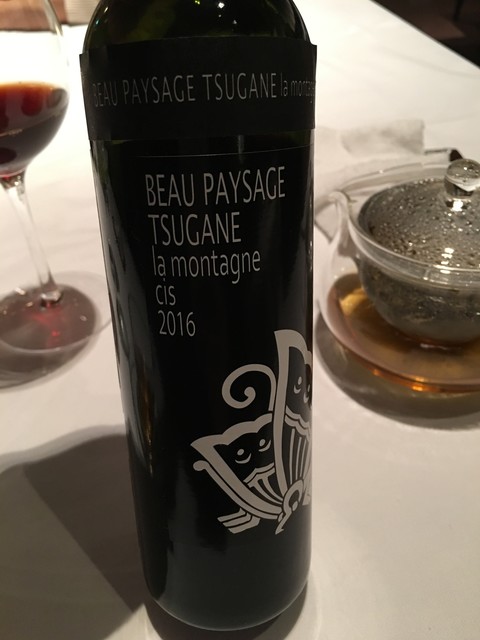 BEAU PAYSAGE TSUGANE la montagne
BEAU PAYSAGE
TSUGANE
la montagne
cis
2016